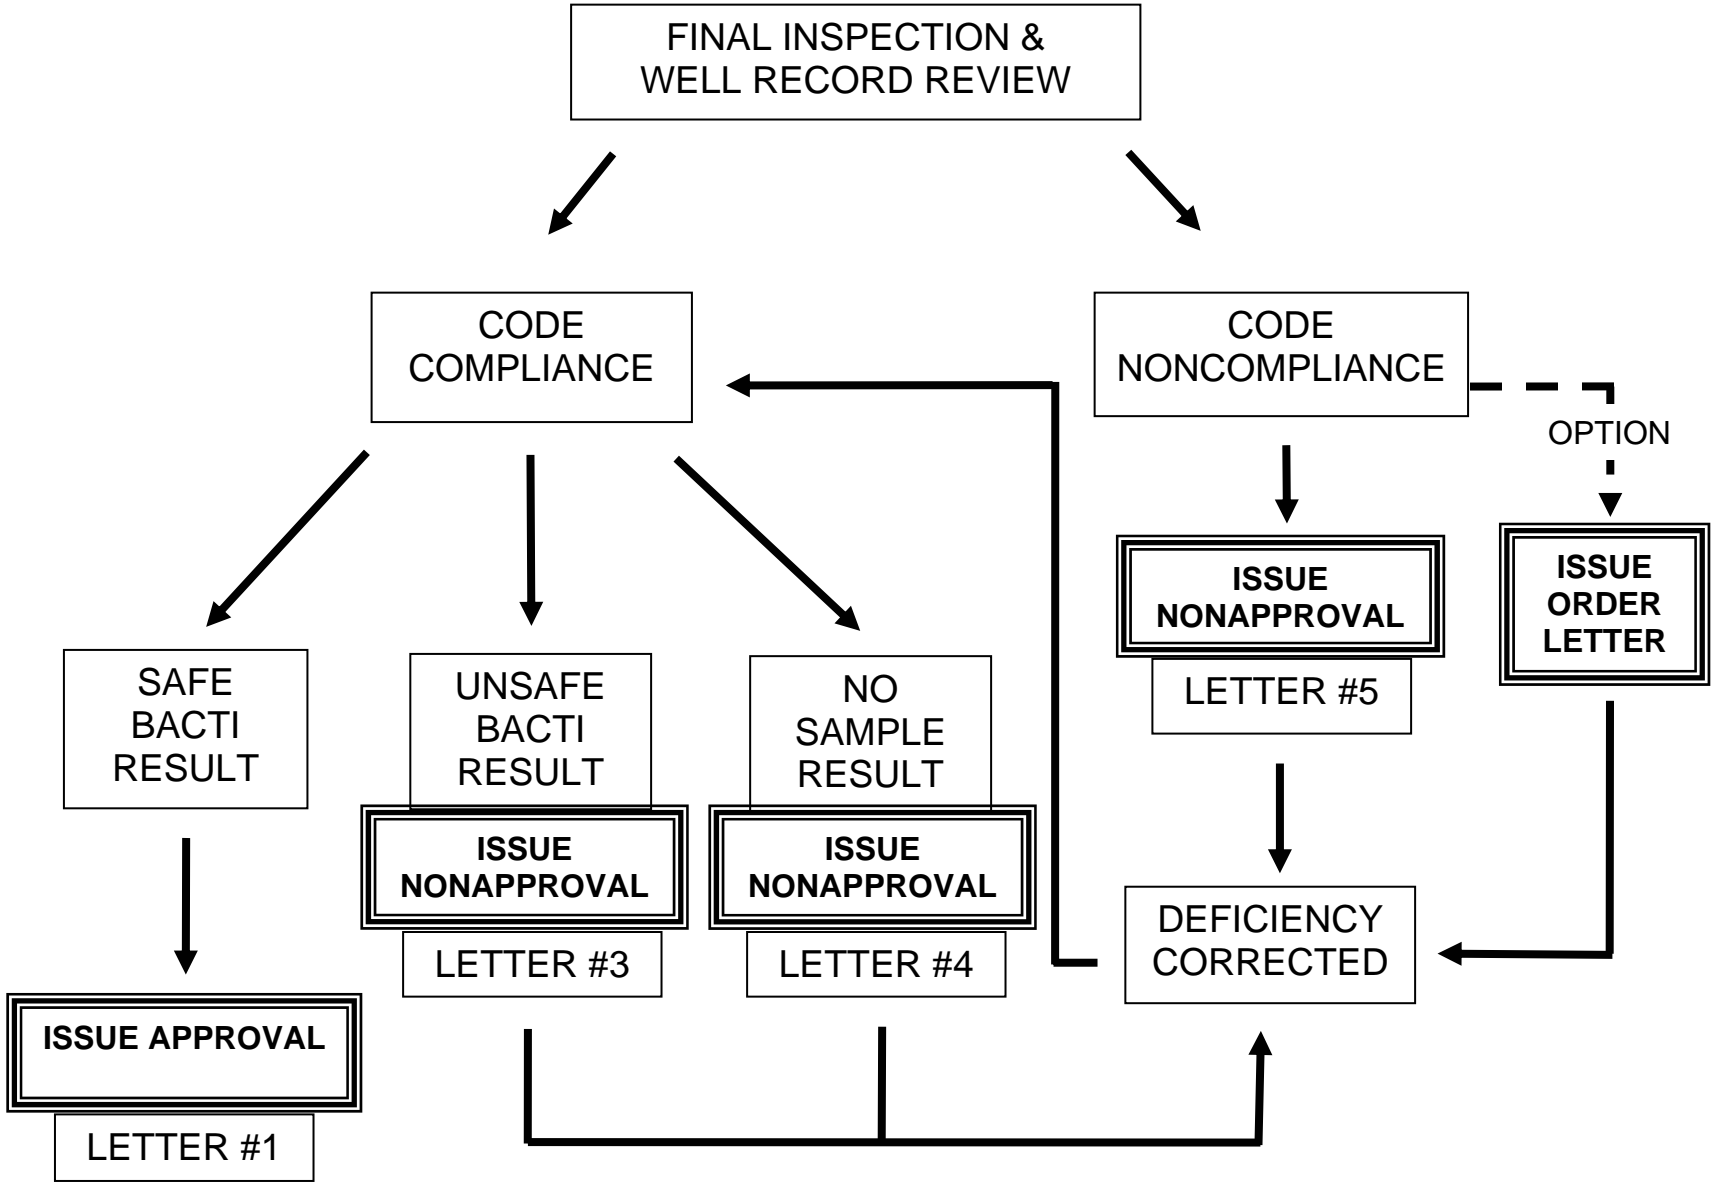 FINAL INSPECTION &
WELL RECORD REVIEW
CODE
COMPLIANCE
CODE
NONCOMPLIANCE
OPTION
ISSUE
NONAPPROVAL
LETTER #5
ISSUE
ORDER
LETTER
SAFE
BACTI
RESULT
UNSAFE
BACTI
RESULT
NO
SAMPLE
RESULT
ISSUE
NONAPPROVAL
LETTER #3
ISSUE
NONAPPROVAL
LETTER #4
DEFICIENCY
CORRECTED
ISSUE APPROVAL
LETTER #1